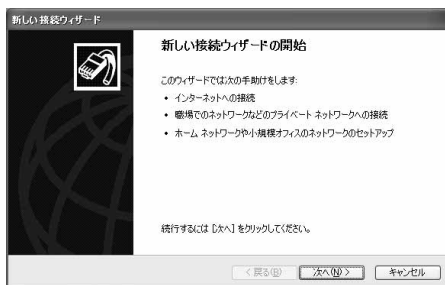 新しい接続ウィザード
新しい接続ウィザードの開始
このウィザードでは次の手助けをします:
• インターネットへの接続
• 職場でのネットワークなどのプライベート ネットワークへの接続
• ホーム ネットワークや小規模オフィスのネットワークのセットアップ
続行するには [次へ] をクリックしてください。
< 戻る(B) 次へ(N) > キャンセル